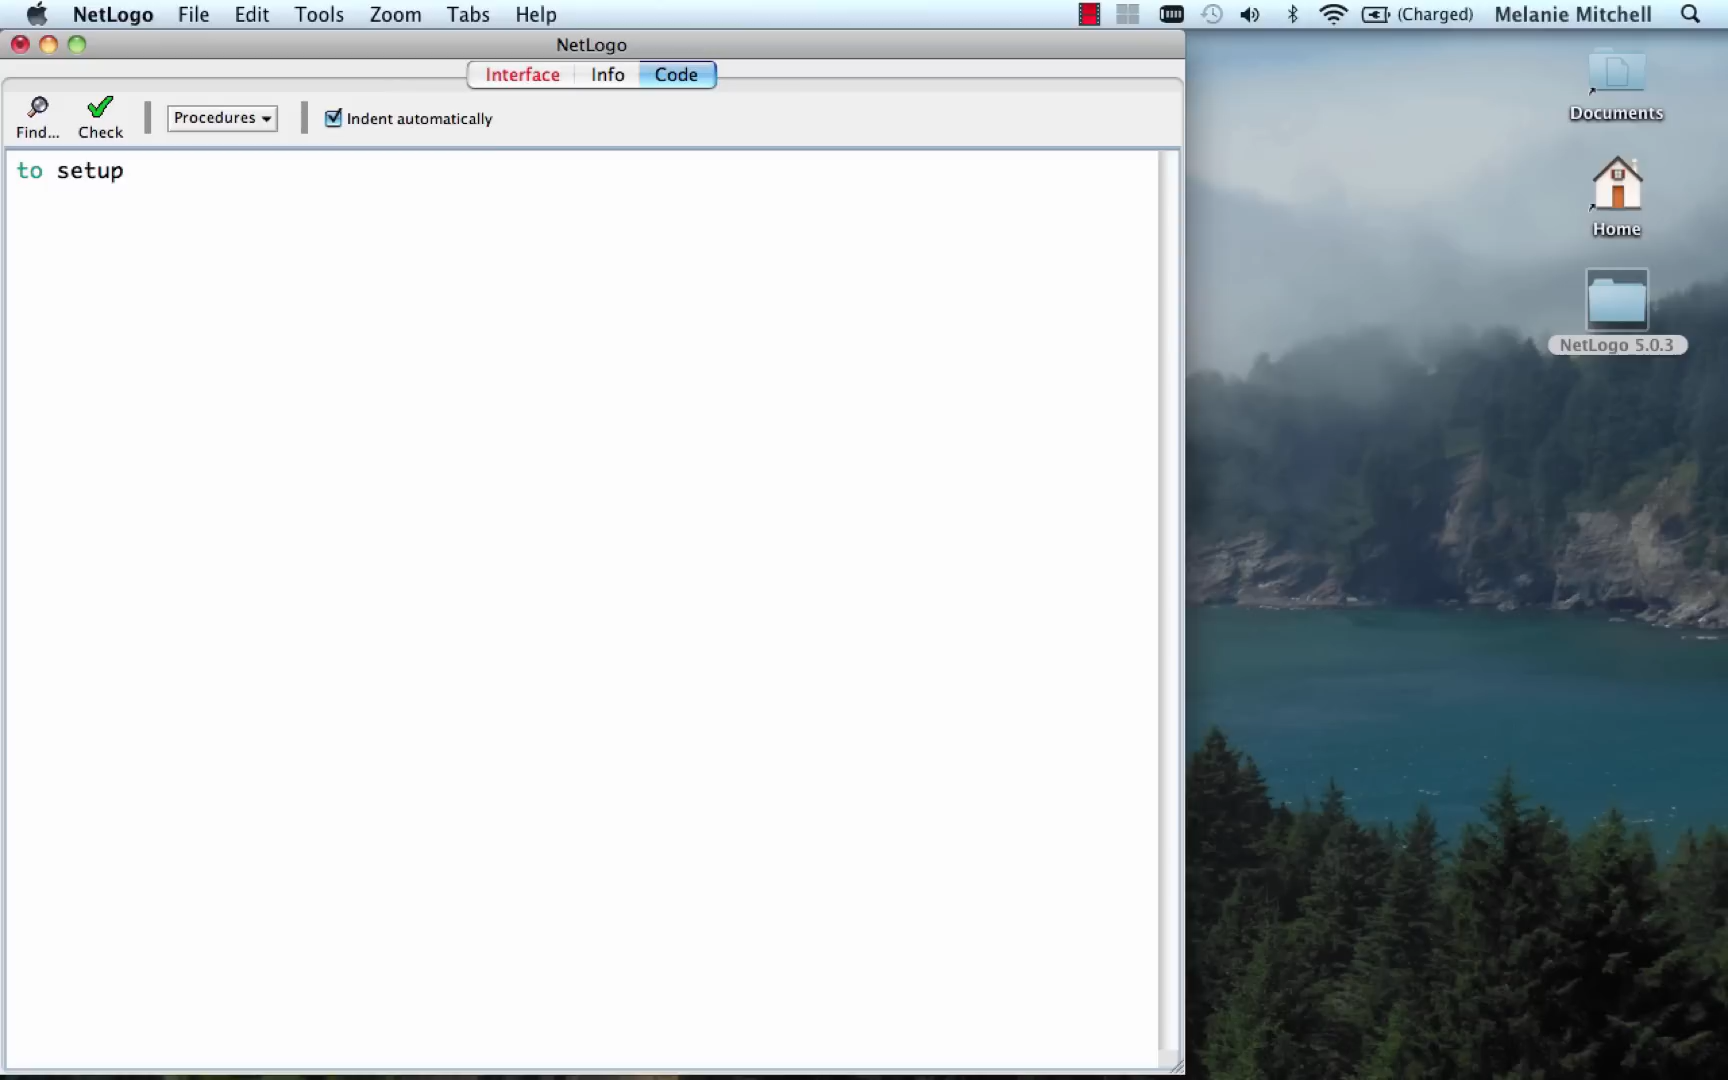 NetLogo File Edit Tools Zoom Tabs Help (Charged) Melanie Mitchell
NetLogo
Interface Info Code
Find... Check Procedures Indent automatically
to setup
Documents
Home
NetLogo 5.0.3